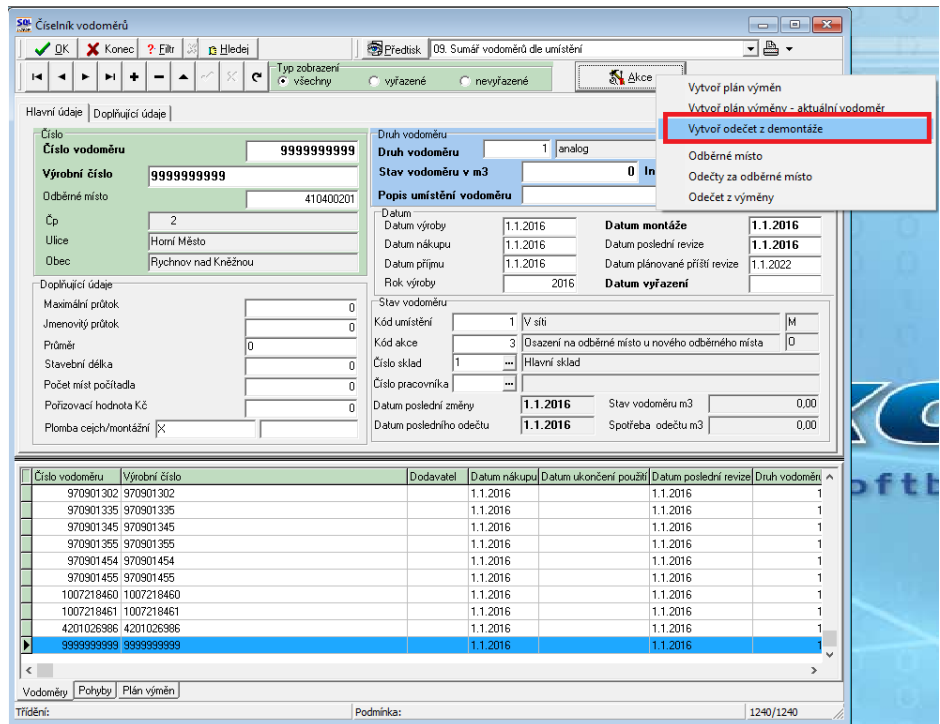 SQL Číselník vodoměrů
OK Konec ? Filtr Hledej Předtisk 09. Sumář vodoměrů dle umístění
Typ zobrazení
všechny vyřazené nevyřazené Akce
Vytvoř plán výměn
Vytvoř plán výměny - aktuální vodoměr
Vytvoř odečet z demontáže
Odběrné místo
Odečty za odběrné místo
Odečet z výměny
Hlavní údaje Doplňující údaje
Číslo
Číslo vodoměru 9999999999
Výrobní číslo 9999999999
Odběrné místo 410400201
Čp 2
Ulice Horní Město
Obec Rychnov nad Kněžnou
Druh vodoměru
Druh vodoměru 1 analog
Stav vodoměru v m3 0 In
Popis umístění vodoměru
Datum
Datum výroby 1.1.2016 Datum montáže 1.1.2016
Datum nákupu 1.1.2016 Datum poslední revize 1.1.2016
Datum příjmu 1.1.2016 Datum plánované příští revize 1.1.2022
Rok výroby 2016 Datum vyřazení
Doplňující údaje
Maximální průtok 0
Jmenovitý průtok 0
Průměr 0
Stavební délka 0
Počet míst počítadla 0
Pořizovací hodnota Kč 0
Plomba cejch/montážní X
Stav vodoměru
Kód umístění 1 V síti M
Kód akce 3 Osazení na odběrné místo u nového odběrného místa O
Číslo sklad 1 ... Hlavní sklad
Číslo pracovníka ...
Datum poslední změny 1.1.2016 Stav vodoměru m3 0,00
Datum posledního odečtu 1.1.2016 Spotřeba odečtu m3 0,00
Číslo vodoměru Výrobní číslo Dodavatel Datum nákupu Datum ukončení použití Datum poslední revize Druh vodoměru
970901302 970901302 1.1.2016 1.1.2016 1
970901335 970901335 1.1.2016 1.1.2016 1
970901345 970901345 1.1.2016 1.1.2016 1
970901355 970901355 1.1.2016 1.1.2016 1
970901454 970901454 1.1.2016 1.1.2016 1
970901455 970901455 1.1.2016 1.1.2016 1
1007218460 1007218460 1.1.2016 1.1.2016 1
1007218461 1007218461 1.1.2016 1.1.2016 1
4201026986 4201026986 1.1.2016 1.1.2016 1
9999999999 9999999999 1.1.2016 1.1.2016 1
Vodoměry Pohyby Plán výměn
Třídění: Podmínka: 1240/1240
oftb